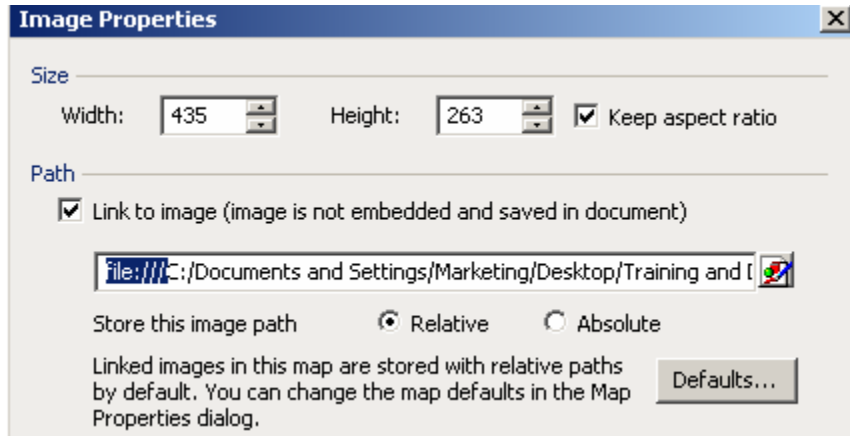 Image Properties
Size
Width: 435 Height: 263 Keep aspect ratio
Path
Link to image (image is not embedded and saved in document)
file:///C:/Documents and Settings/Marketing/Desktop/Training and D
Store this image path Relative Absolute
Linked images in this map are stored with relative paths
by default. You can change the map defaults in the Map
Properties dialog.
Defaults...